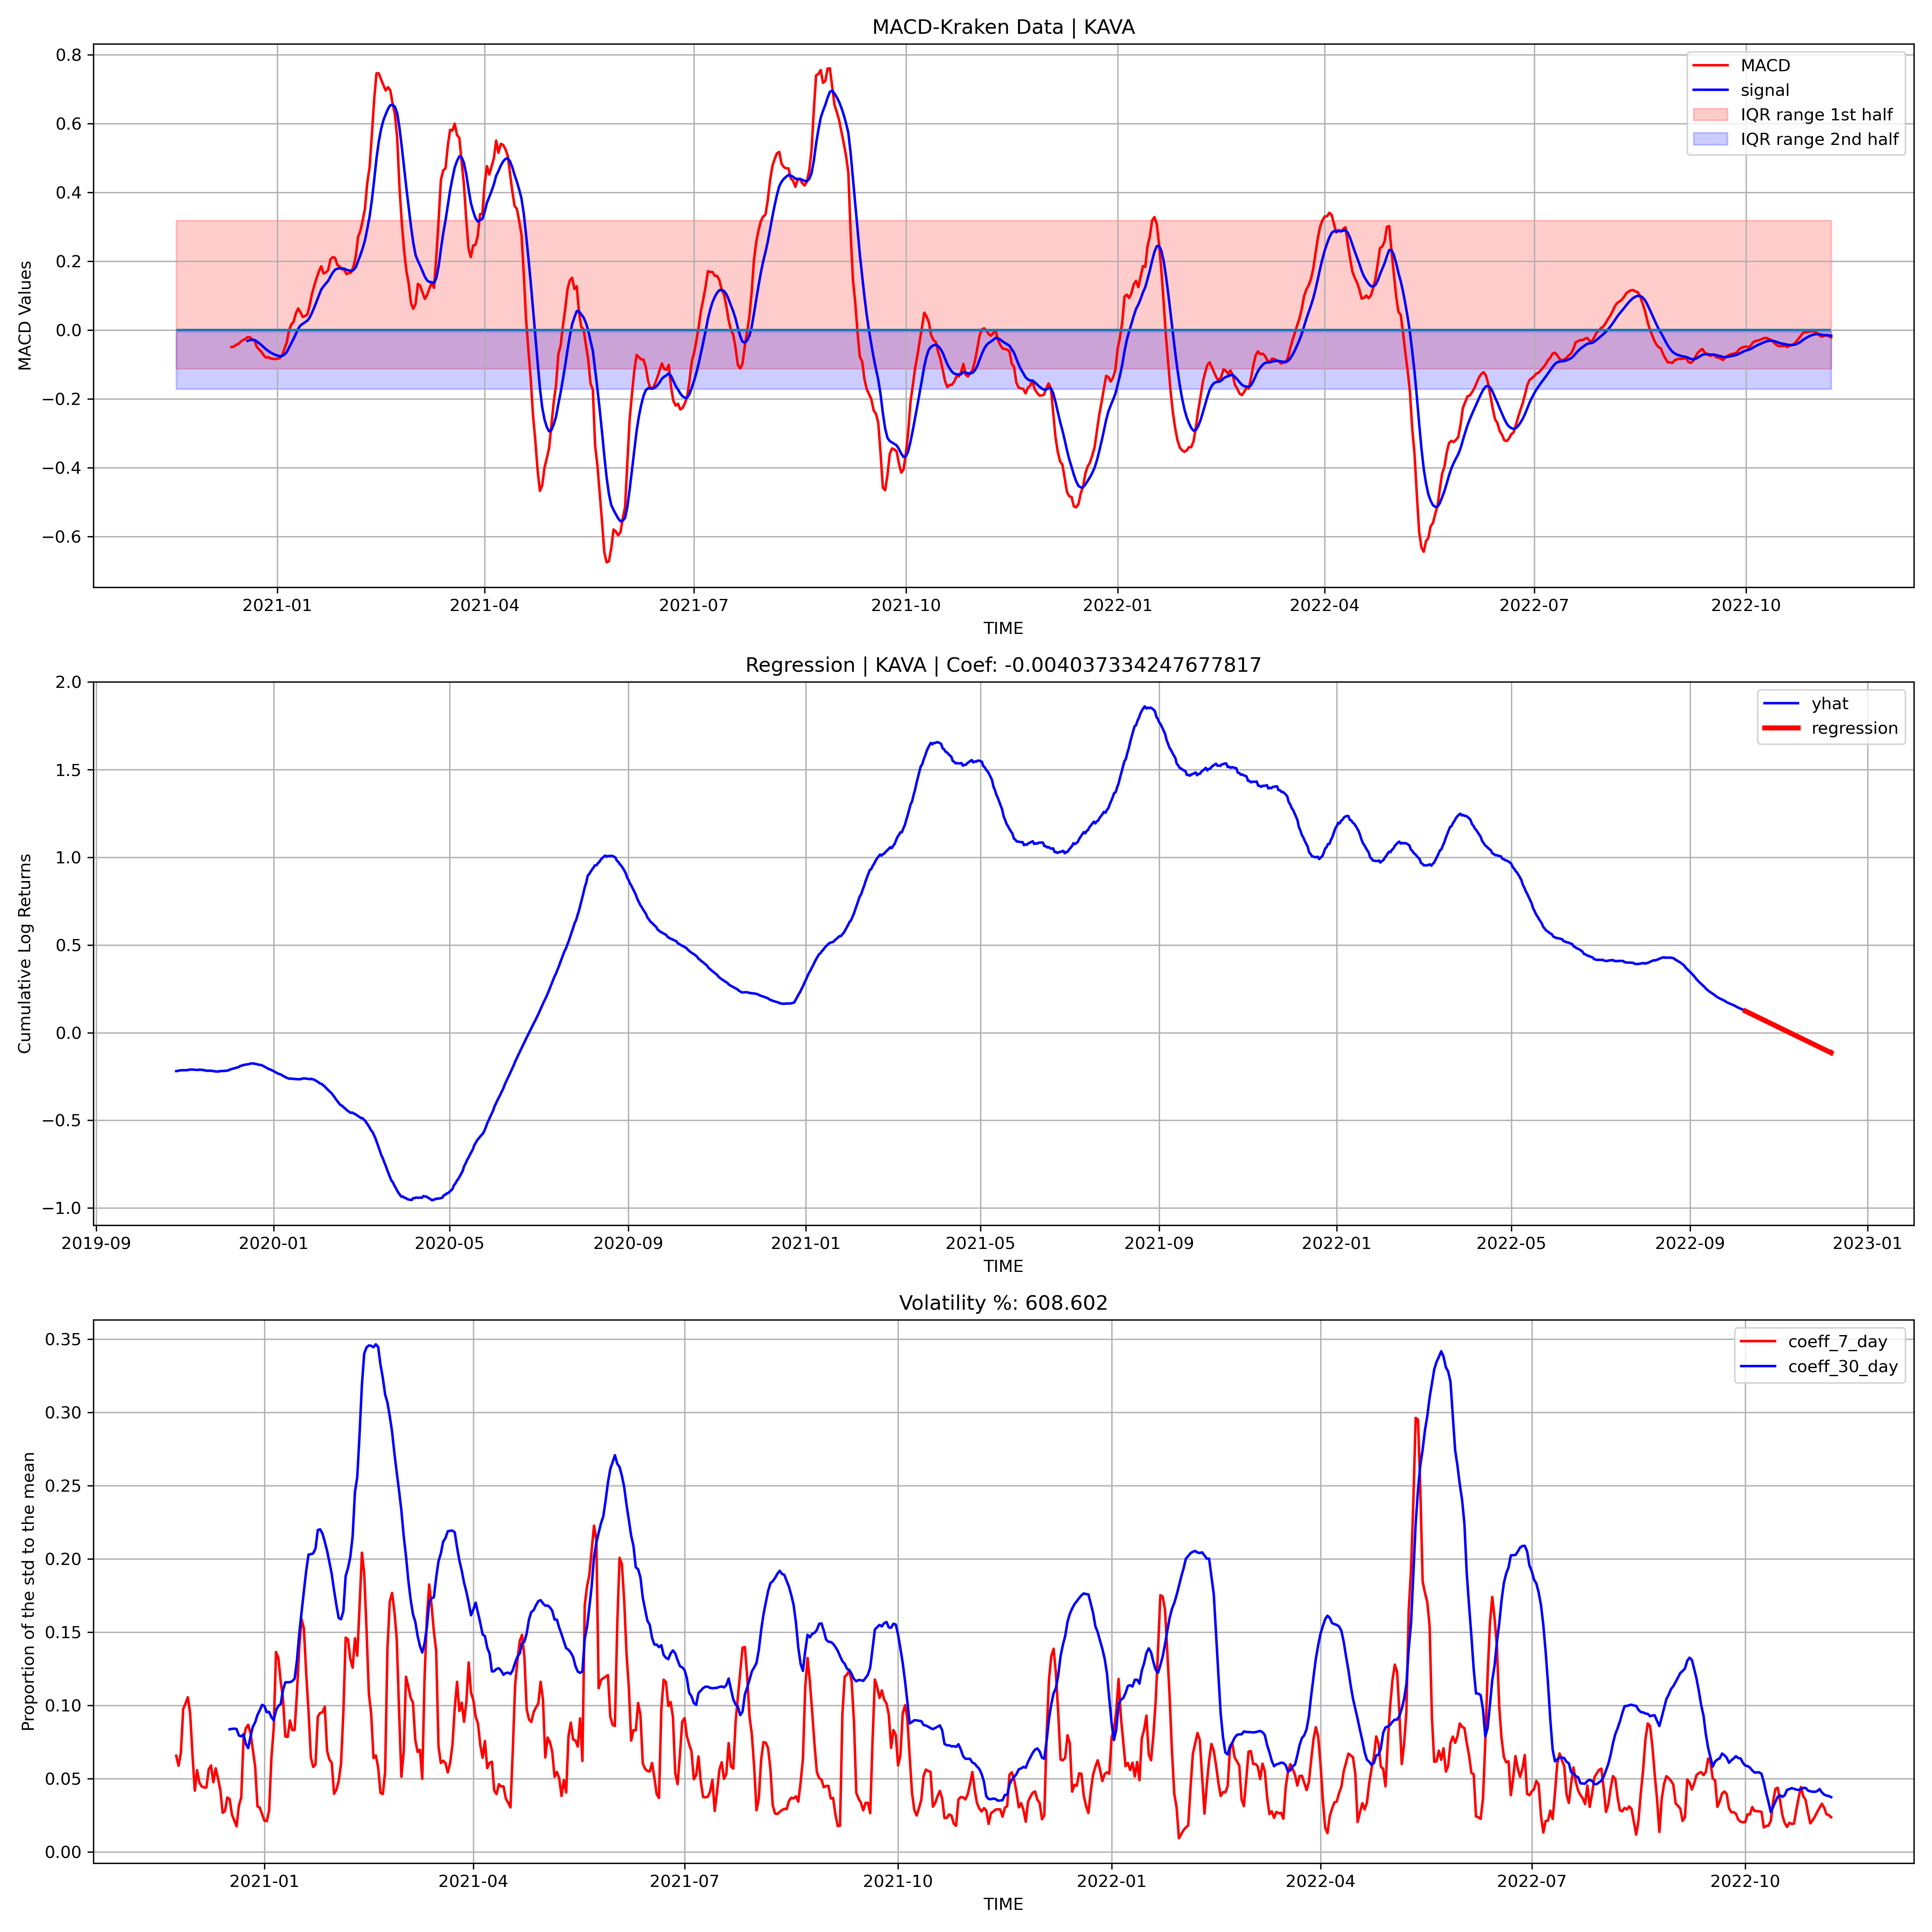 MACD-Kraken Data | KAVA
MACD Values
0.8
0.6
0.4
0.2
0.0
−0.2
−0.4
−0.6
MACD
signal
IQR range 1st half
IQR range 2nd half
2021-01 2021-04 2021-07 2021-10 2022-01 2022-04 2022-07 2022-10
TIME
Regression | KAVA | Coef: -0.004037334247677817
Cumulative Log Returns
2.0
1.5
1.0
0.5
0.0
−0.5
−1.0
yhat
regression
2019-09 2020-01 2020-05 2020-09 2021-01 2021-05 2021-09 2022-01 2022-05 2022-09 2023-01
TIME
Volatility %: 608.602
Proportion of the std to the mean
0.35
0.30
0.25
0.20
0.15
0.10
0.05
0.00
coeff_7_day
coeff_30_day
2021-01 2021-04 2021-07 2021-10 2022-01 2022-04 2022-07 2022-10
TIME